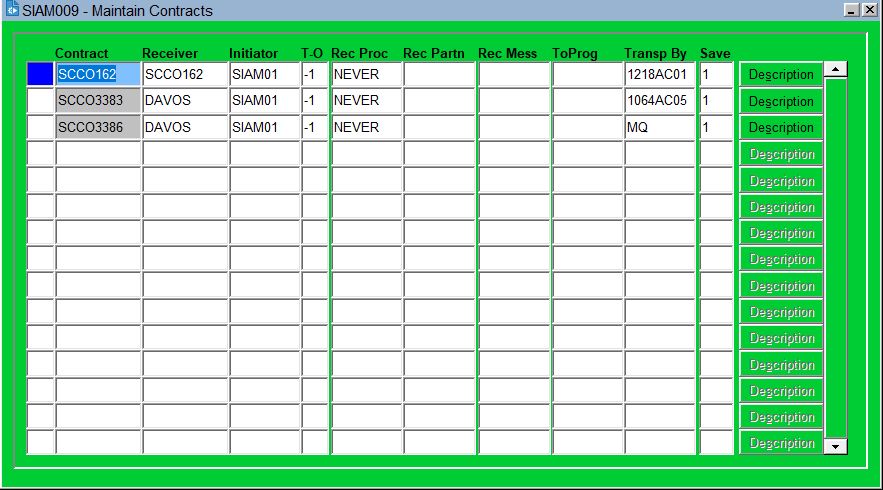 SIAM009 - Maintain Contracts
Contract Receiver Initiator T-O Rec Proc Rec Partn Rec Mess ToProg Transp By Save
SCCO162 SCCO162 SIAM01 -1 NEVER 1218AC01 1 Description
SCCO3383 DAVOS SIAM01 -1 NEVER 1064AC05 1 Description
SCCO3386 DAVOS SIAM01 -1 NEVER MQ 1 Description
Description
Description
Description
Description
Description
Description
Description
Description
Description
Description
Description
Description